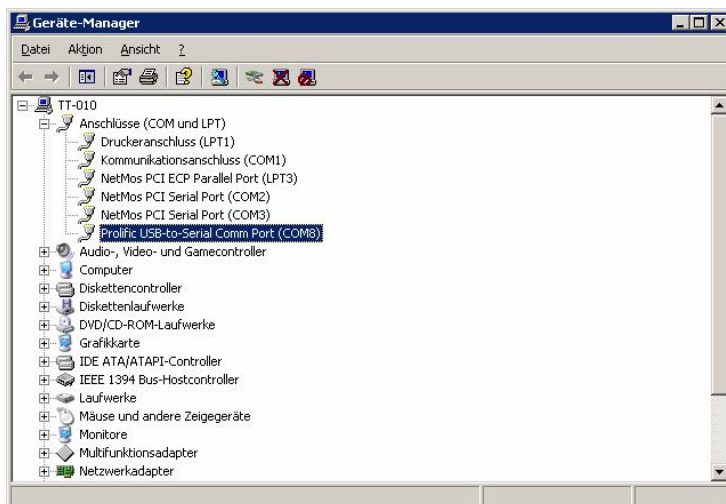 Geräte-Manager
Datei Aktion Ansicht ?
TT-010
Anschlüsse (COM und LPT)
Druckeranschluss (LPT1)
Kommunikationsanschluss (COM1)
NetMos PCI ECP Parallel Port (LPT3)
NetMos PCI Serial Port (COM2)
NetMos PCI Serial Port (COM3)
Prolific USB-to-Serial Comm Port (COM8)
Audio-, Video- und Gamecontroller
Computer
Diskettencontroller
Diskettenlaufwerke
DVD/CD-ROM-Laufwerke
Grafikkarte
IDE ATA/ATAPI-Controller
IEEE 1394 Bus-Hostcontroller
Laufwerke
Mäuse und andere Zeigegeräte
Monitore
Multifunktionsadapter
Netzwerkadapter